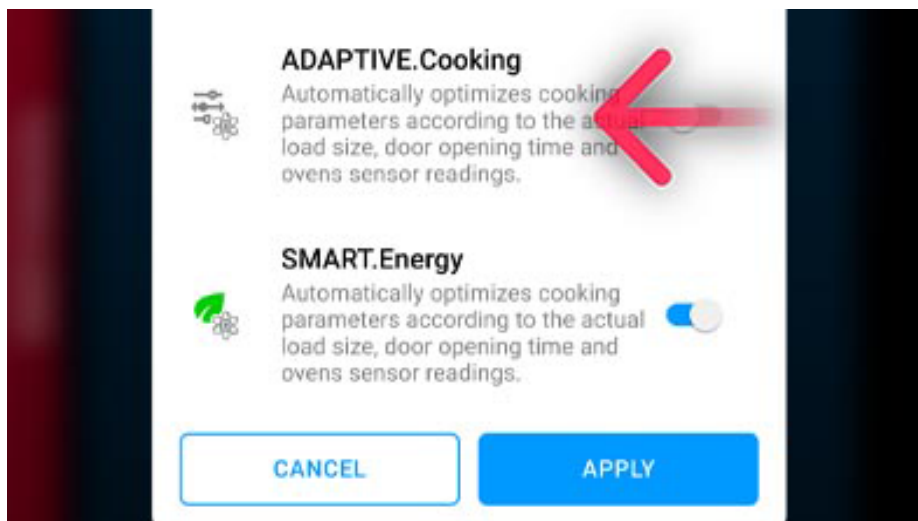 ADAPTIVE.Cooking
Automatically optimizes cooking
parameters according to the actual
load size, door opening time and
ovens sensor readings.
SMART.Energy
Automatically optimizes cooking
parameters according to the actual
load size, door opening time and
ovens sensor readings.
CANCEL
APPLY